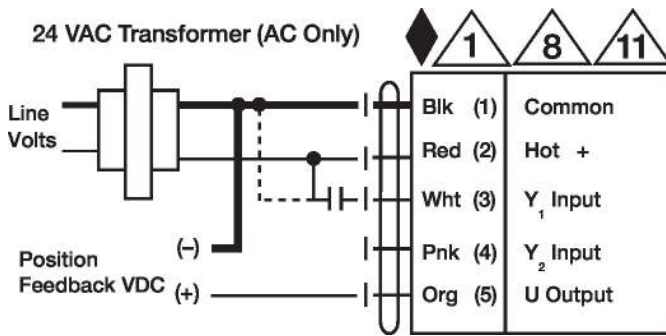 24 VAC Transformer (AC Only)
1
8
11
Line
Volts
Blk (1) Common
Red (2) Hot +
Wht (3) Y₁ Input
(–)
Pnk (4) Y₂ Input
Position
Feedback VDC (+)
Org (5) U Output